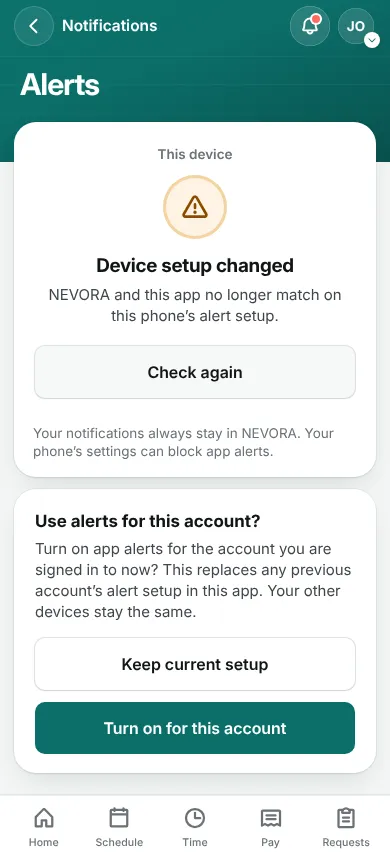 Notifications
JO
Alerts
This device
Device setup changed
NEVORA and this app no longer match on
this phone’s alert setup.
Check again
Your notifications always stay in NEVORA. Your
phone’s settings can block app alerts.
Use alerts for this account?
Turn on app alerts for the account you are
signed in to now? This replaces any previous
account’s alert setup in this app. Your other
devices stay the same.
Keep current setup
Turn on for this account
Home
Schedule
Time
Pay
Requests